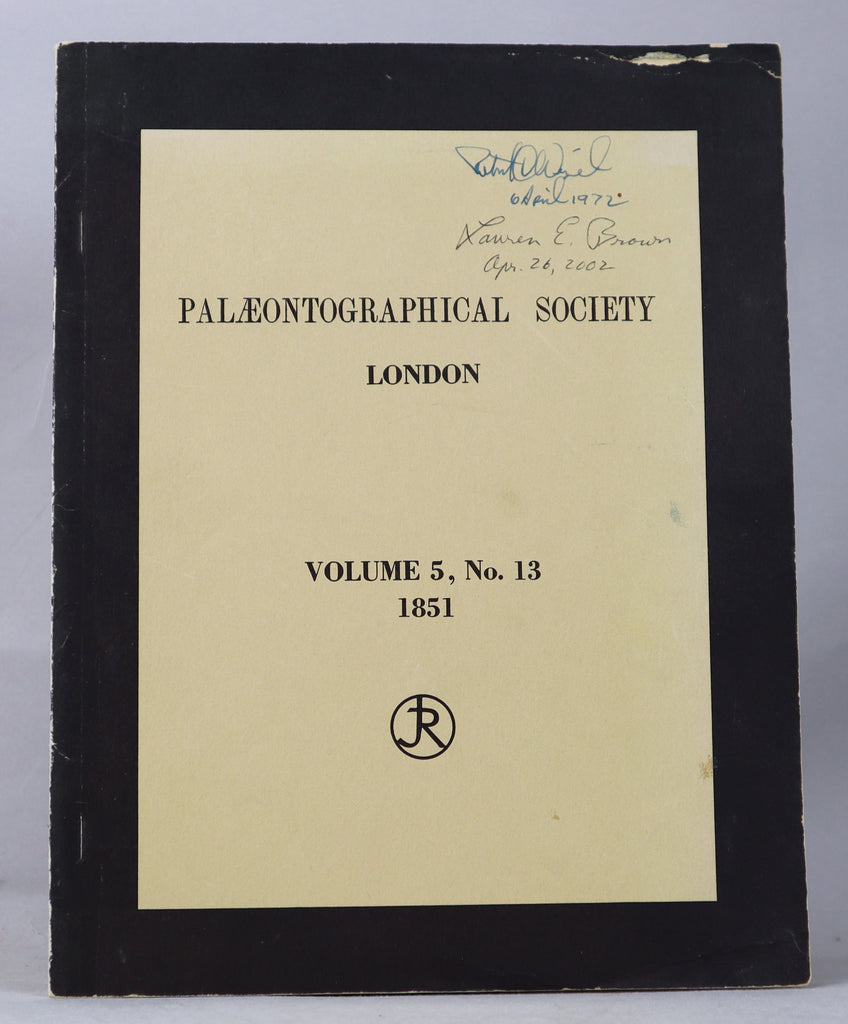 6 April 1972
Lauren E. Brown
Apr. 26, 2002
PALÆONTOGRAPHICAL SOCIETY
LONDON
VOLUME 5, No. 13
1851
JR